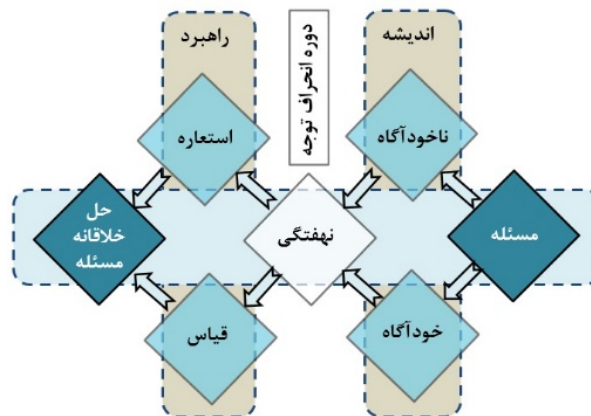 اندیشه
دوره انحراف توجه
راهبرد
ناخودآگاه
استعاره
مسئله
نهفتگی
حل
خلاقانه
مسئله
خودآگاه
قیاس